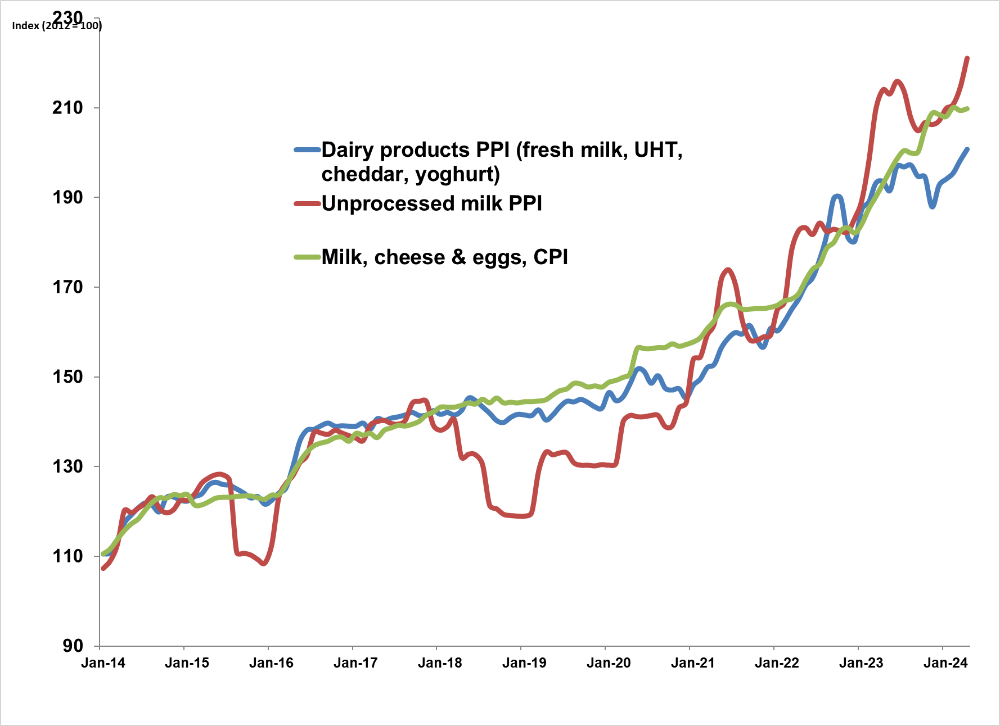 230
Index (2012 = 100)
210
190
170
150
130
110
90
Dairy products PPI (fresh milk, UHT,
cheddar, yoghurt)
Unprocessed milk PPI
Milk, cheese & eggs, CPI
Jan-14 Jan-15 Jan-16 Jan-17 Jan-18 Jan-19 Jan-20 Jan-21 Jan-22 Jan-23 Jan-24